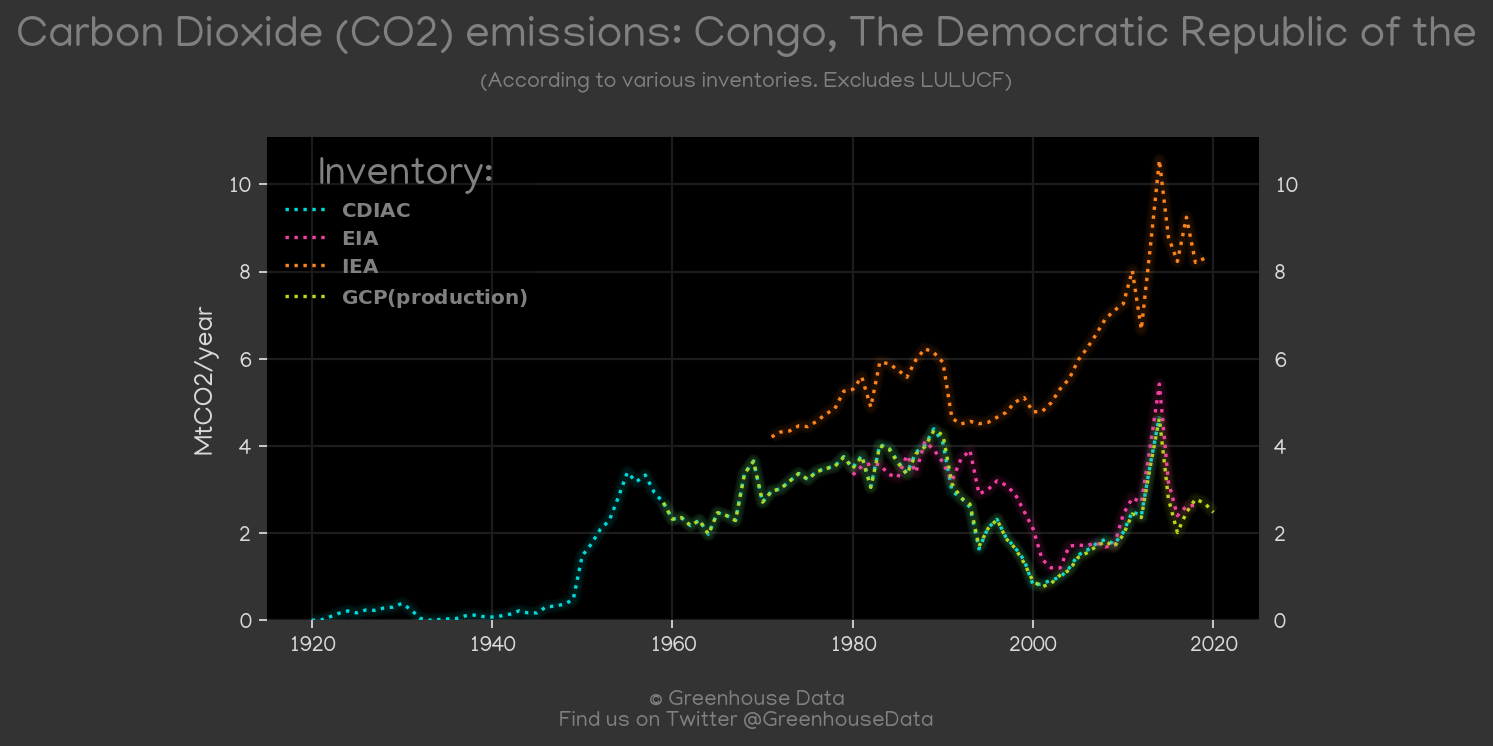 Carbon Dioxide (CO2) emissions: Congo, The Democratic Republic of the
(According to various inventories. Excludes LULUCF)
Inventory:
CDIAC
EIA
IEA
GCP(production)
MtCO2/year
10
8
6
4
2
0
10
8
6
4
2
0
1920 1940 1960 1980 2000 2020
© Greenhouse Data
Find us on Twitter @GreenhouseData